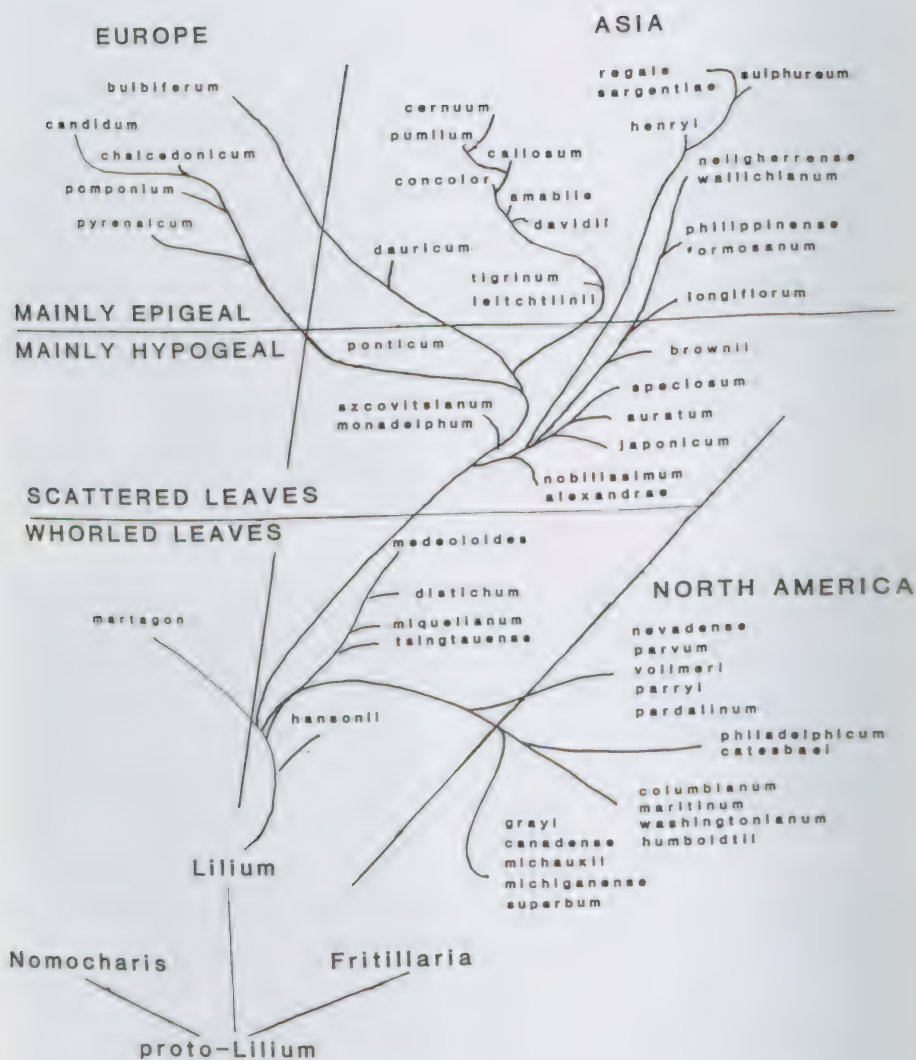 EUROPE
ASIA
bulbiferum
candidum
chalcedonicum
pomponium
pyrenaicum
cernuum
pumilum
callosum
concolor
amabile
davidii
dauricum
tigrinum
leitchtlinii
regale
sargentiae
sulphureum
henryi
neilgherrense
wallichianum
philippinense
formosanum
longiflorum
MAINLY EPIGEAL
MAINLY HYPOGEAL
ponticum
brownii
speciosum
auratum
japonicum
szcovitsianum
monadelphum
nobilissimum
alexandrae
SCATTERED LEAVES
WHORLED LEAVES
medeoloides
distichum
miquelianum
tsingtauense
martagon
hansonii
NORTH AMERICA
nevadense
parvum
vollmeri
parryi
pardalinum
philadelphicum
catesbaei
columbianum
maritinum
washingtonianum
humboldtii
grayi
canadense
michauxii
michiganense
superbum
Lilium
Nomocharis
Fritillaria
proto-Lilium